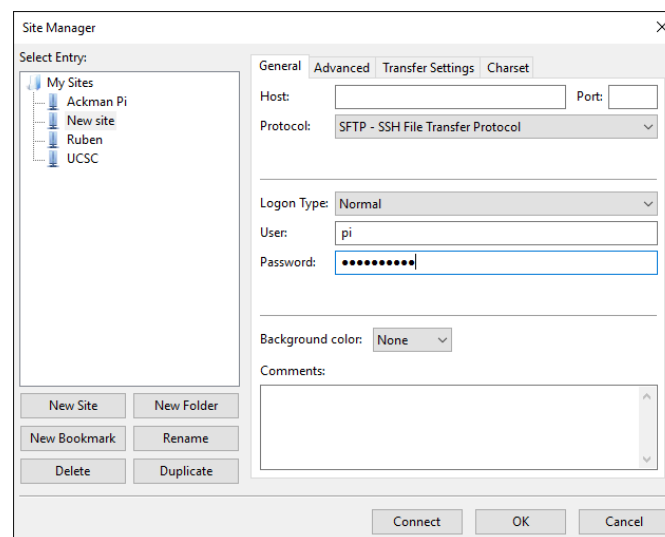 Site Manager
Select Entry:
My Sites
Ackman Pi
New site
Ruben
UCSC
New Site
New Folder
New Bookmark
Rename
Delete
Duplicate
General Advanced Transfer Settings Charset
Host:
Port:
Protocol: SFTP - SSH File Transfer Protocol
Logon Type: Normal
User: pi
Password: ●●●●●●●●●●
Background color: None
Comments:
Connect OK Cancel